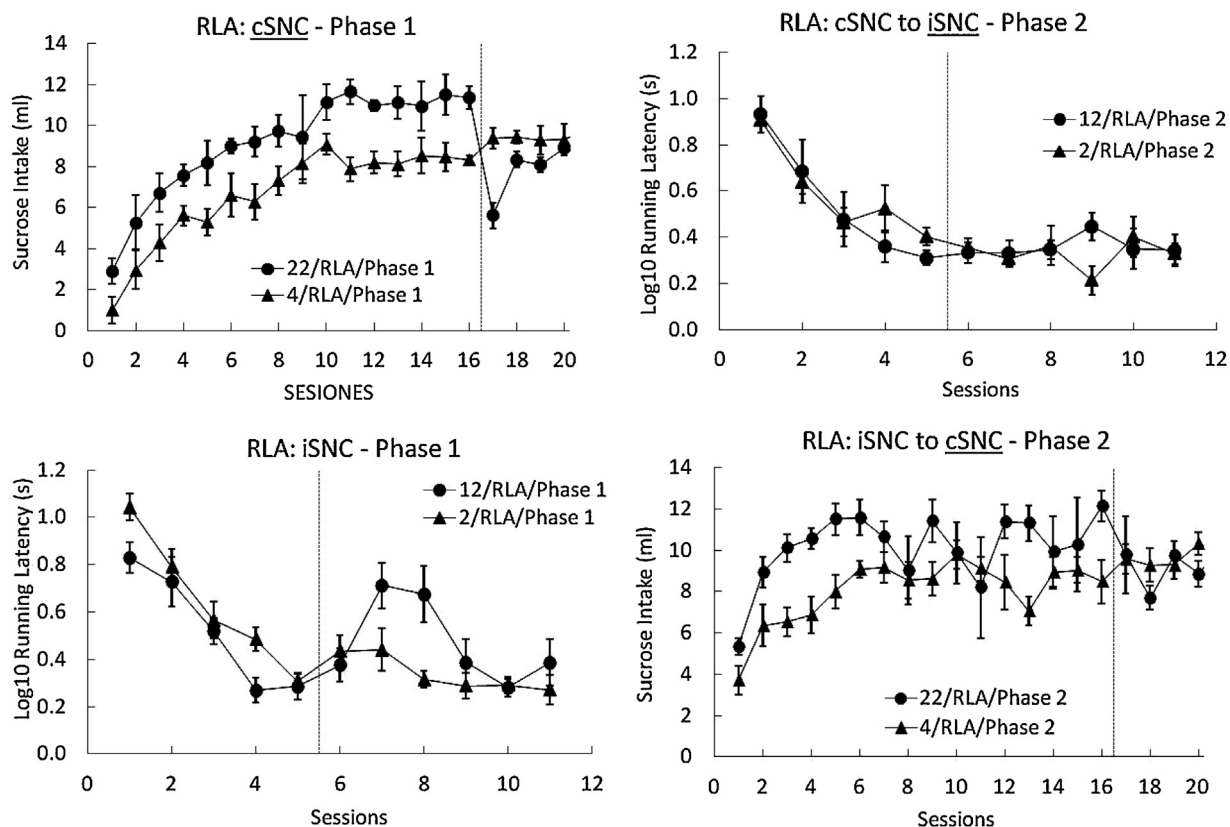 RLA: cSNC - Phase 1
14
12
10
8
6
4
2
0
Sucrose Intake (ml)
22/RLA/Phase 1
4/RLA/Phase 1
0 2 4 6 8 10 12 14 16 18 20
SESIONES
RLA: cSNC to iSNC - Phase 2
1.2
1.0
0.8
0.6
0.4
0.2
0.0
Log10 Running Latency (s)
12/RLA/Phase 2
2/RLA/Phase 2
0 2 4 6 8 10 12
Sessions
RLA: iSNC - Phase 1
1.2
1.0
0.8
0.6
0.4
0.2
0.0
Log10 Running Latency (s)
12/RLA/Phase 1
2/RLA/Phase 1
0 2 4 6 8 10 12
Sessions
RLA: iSNC to cSNC - Phase 2
14
12
10
8
6
4
2
0
Sucrose Intake (ml)
22/RLA/Phase 2
4/RLA/Phase 2
0 2 4 6 8 10 12 14 16 18 20
Sessions